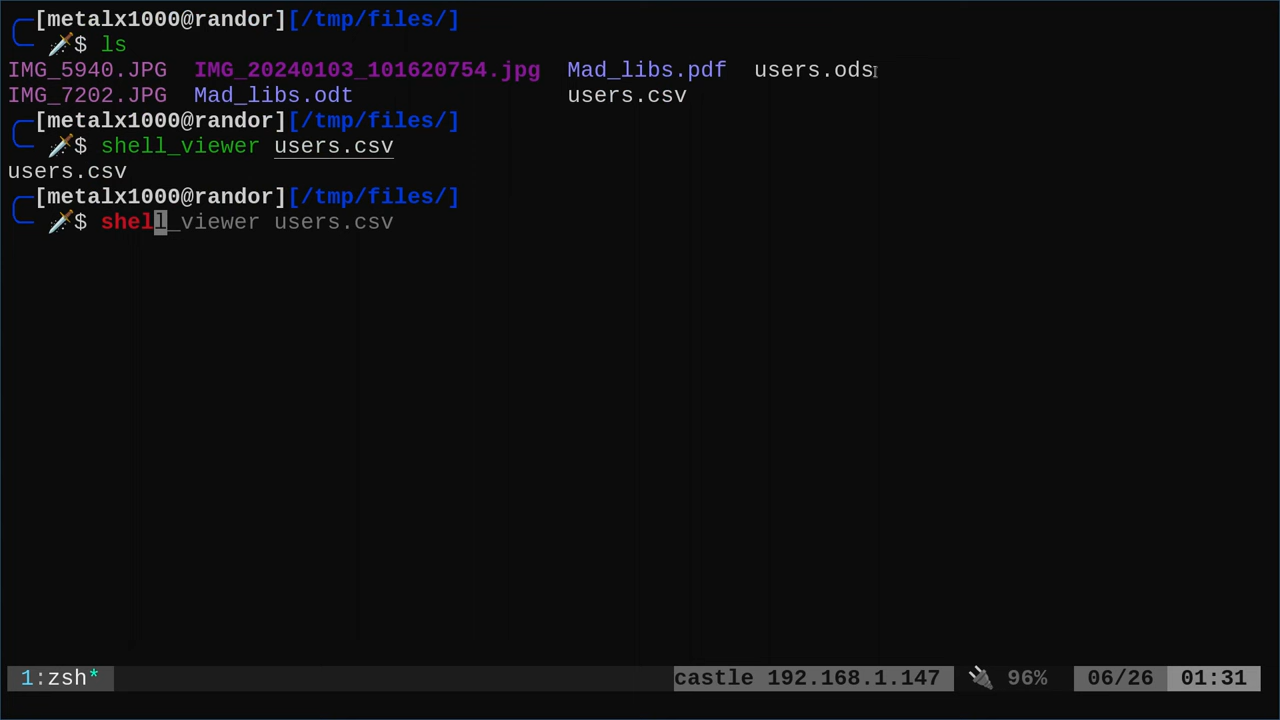 [metalx1000@randor][/tmp/files/]
$ ls
IMG_5940.JPG  IMG_20240103_101620754.jpg  Mad_libs.pdf  users.ods
IMG_7202.JPG  Mad_libs.odt                users.csv
[metalx1000@randor][/tmp/files/]
$ shell_viewer users.csv
users.csv
[metalx1000@randor][/tmp/files/]
$ shell_viewer users.csv
1:zsh* castle 192.168.1.147 96% 06/26 01:31